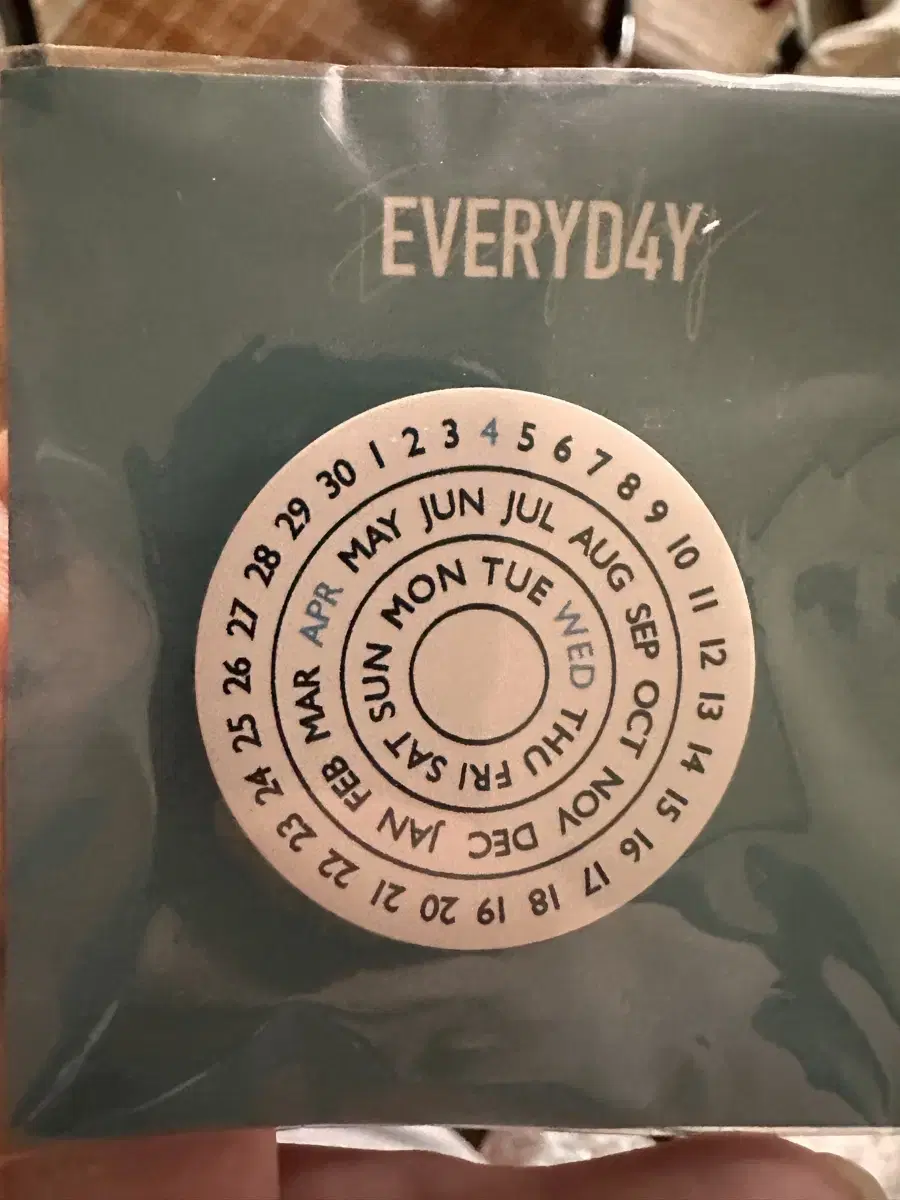 EVERYD4Y
1 2 3 4 5 6 7 8 9 10 11 12 13 14 15 16 17 18 19 20 21 22 23 24 25 26 27 28 29 30
JAN FEB MAR APR MAY JUN JUL AUG SEP OCT NOV DEC
SUN MON TUE WED THU FRI SAT